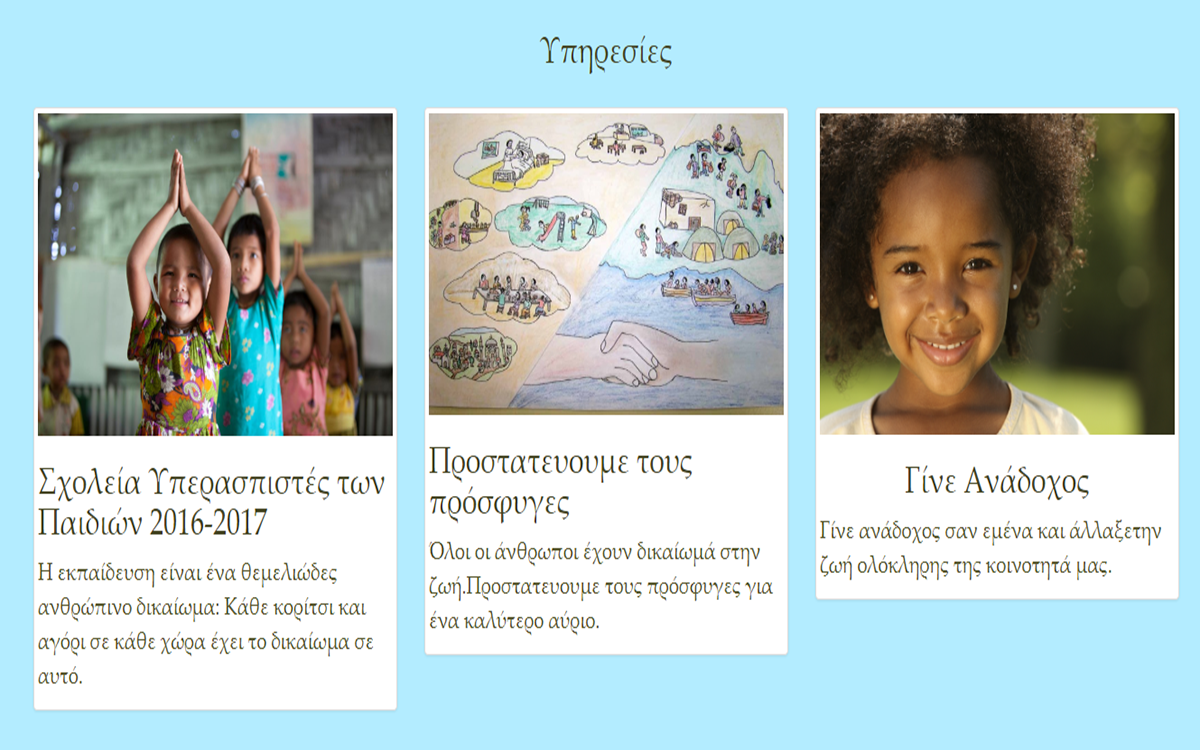 Υπηρεσίες
Σχολεία Υπερασπιστές των
Παιδιών 2016-2017
Η εκπαίδευση είναι ένα θεμελιώδες
ανθρώπινο δικαίωμα: Κάθε κορίτσι και
αγόρι σε κάθε χώρα έχει το δικαίωμα σε
αυτό.
Προστατευουμε τους
πρόσφυγες
Όλοι οι άνθρωποι έχουν δικαίωμά στην
ζωή.Προστατευουμε τους πρόσφυγες για
ένα καλύτερο αύριο.
Γίνε Ανάδοχος
Γίνε ανάδοχος σαν εμένα και άλλαξετην
ζωή ολόκληρης της κοινοτητά μας.